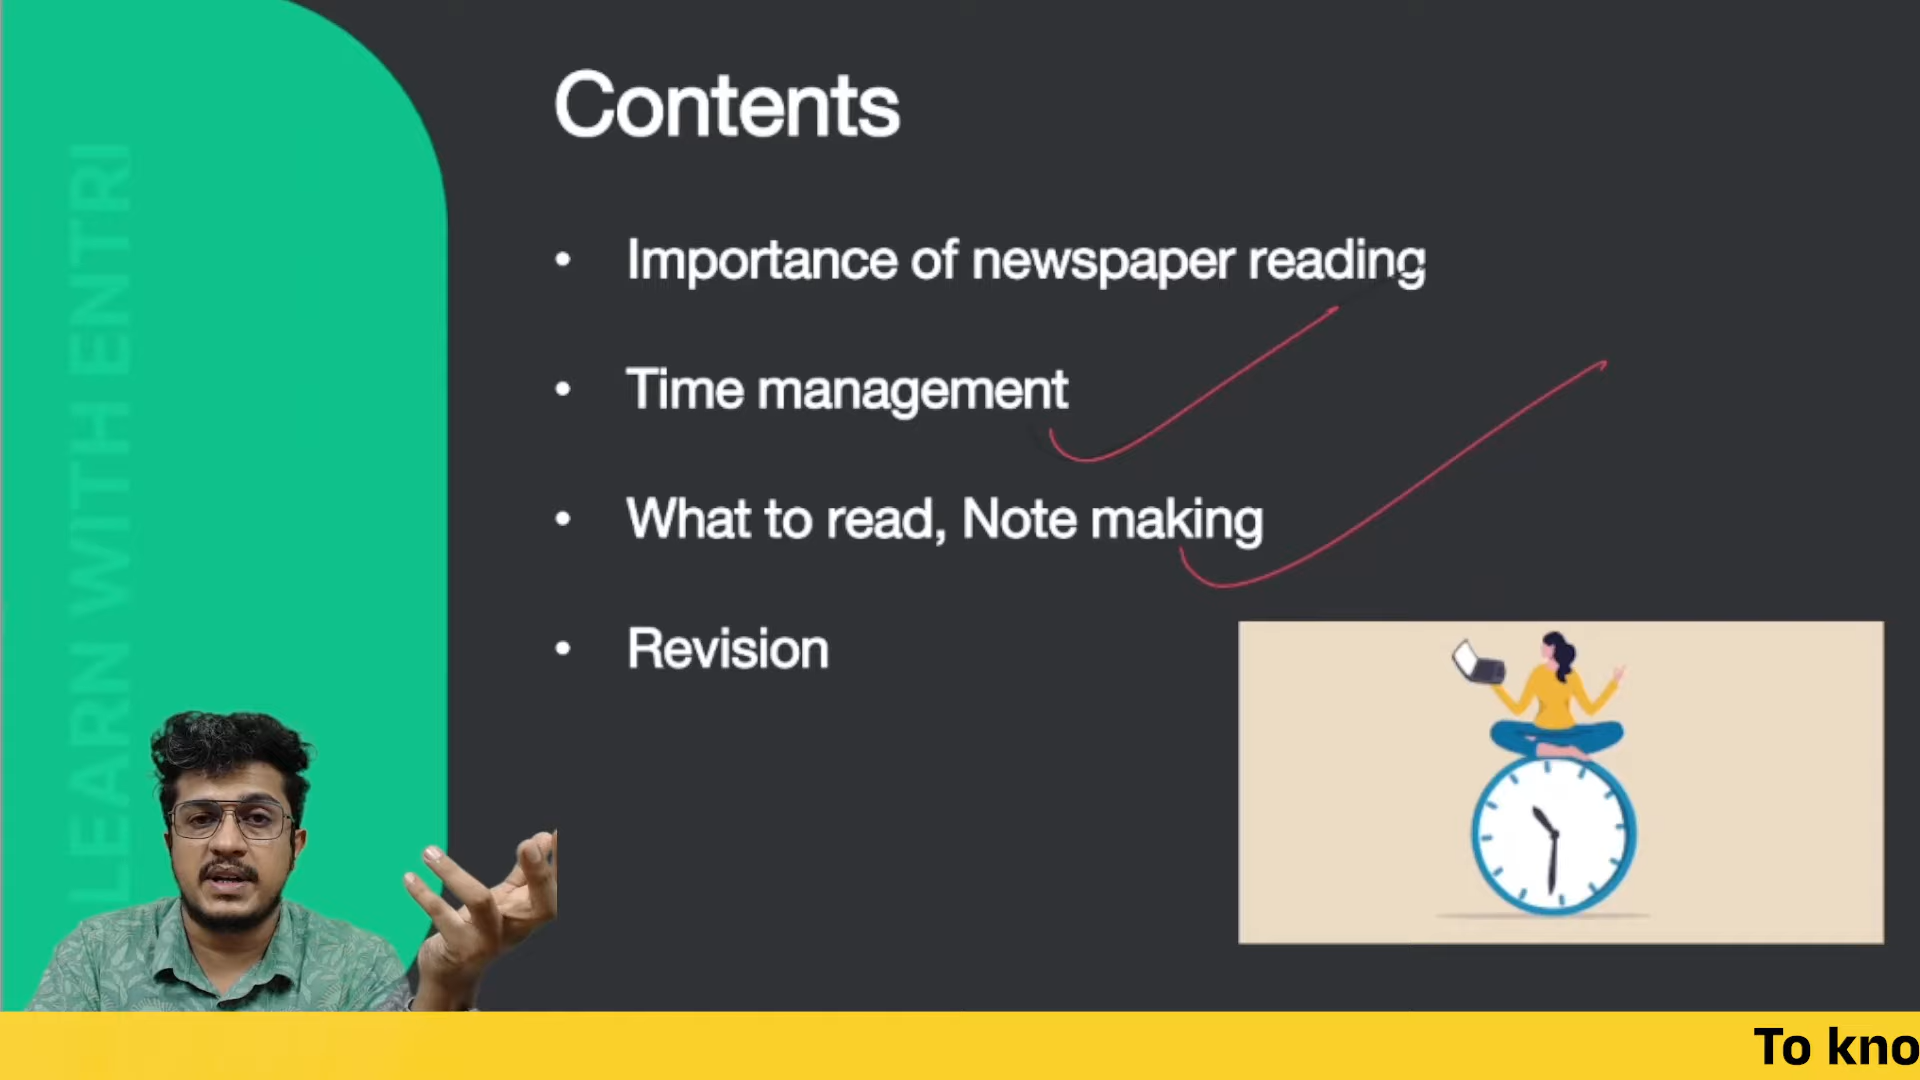 LEARN WITH ENTRI
Contents
• Importance of newspaper reading
• Time management
• What to read, Note making
• Revision
To kno